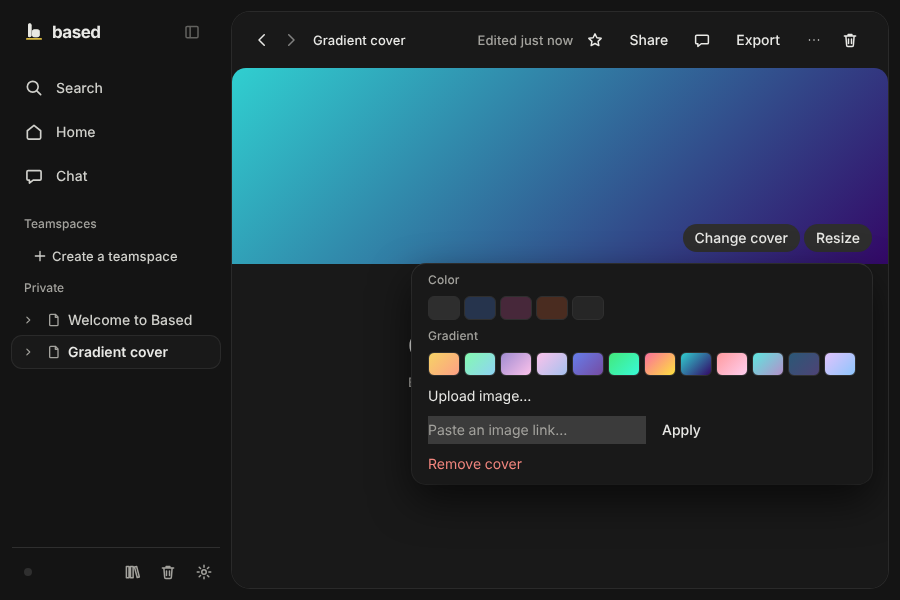 based
Search
Home
Chat
Teamspaces
Create a teamspace
Private
Welcome to Based
Gradient cover
Gradient cover
Edited just now
Share
Export
Change cover
Resize
Color
Gradient
Upload image...
Paste an image link...
Apply
Remove cover